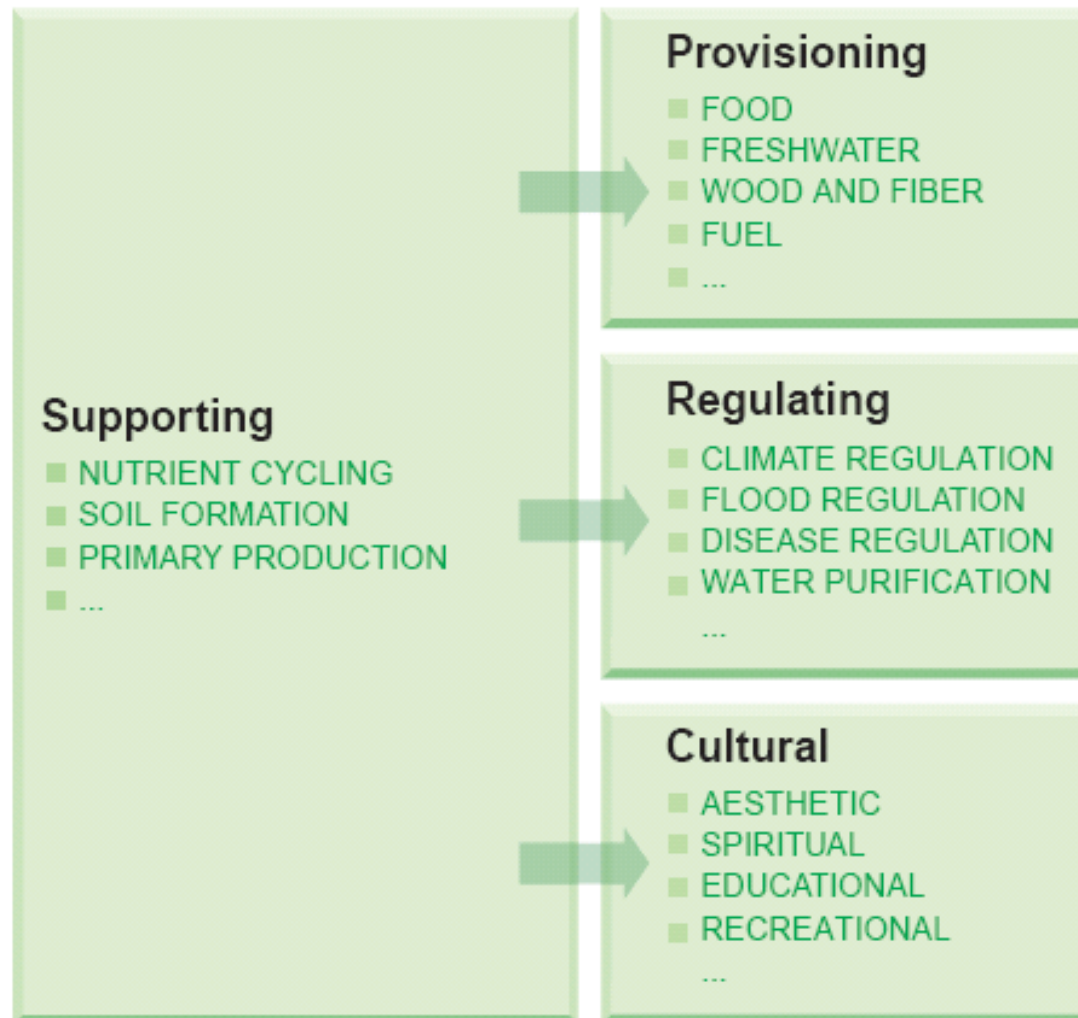 Supporting
NUTRIENT CYCLING
SOIL FORMATION
PRIMARY PRODUCTION
...
Provisioning
FOOD
FRESHWATER
WOOD AND FIBER
FUEL
...
Regulating
CLIMATE REGULATION
FLOOD REGULATION
DISEASE REGULATION
WATER PURIFICATION
...
Cultural
AESTHETIC
SPIRITUAL
EDUCATIONAL
RECREATIONAL
...